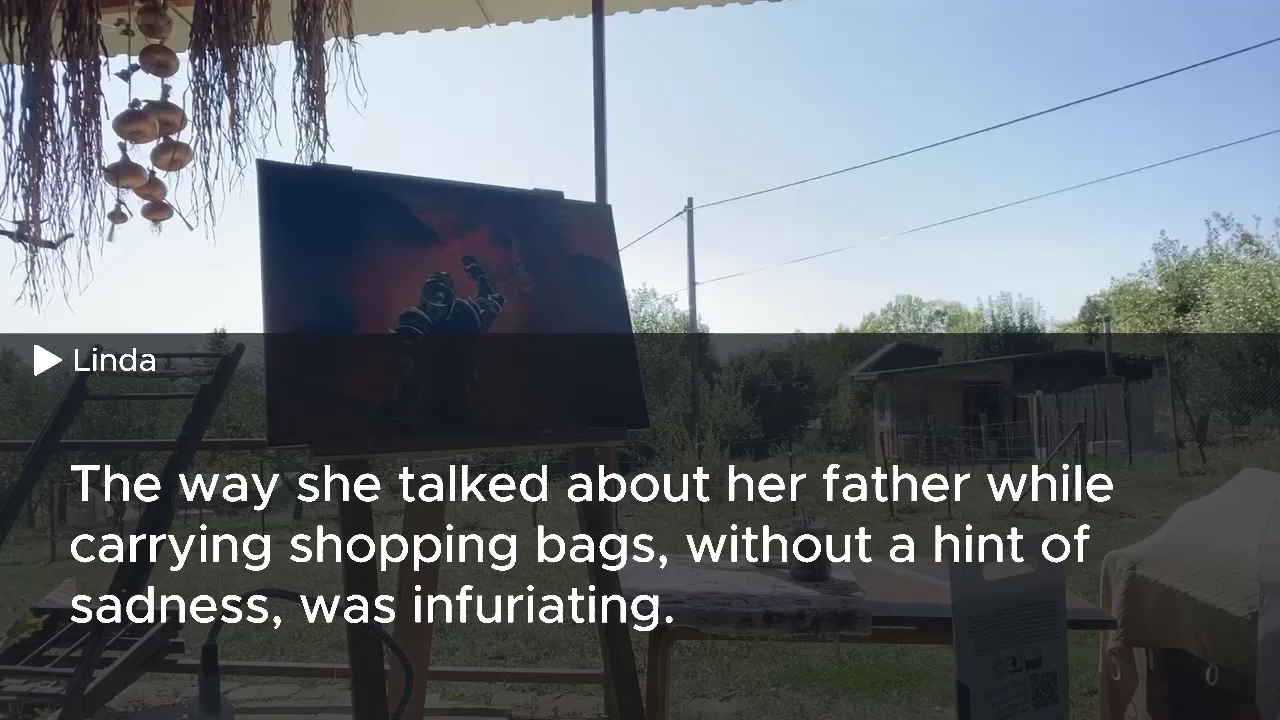 Linda
The way she talked about her father while
carrying shopping bags, without a hint of
sadness, was infuriating.